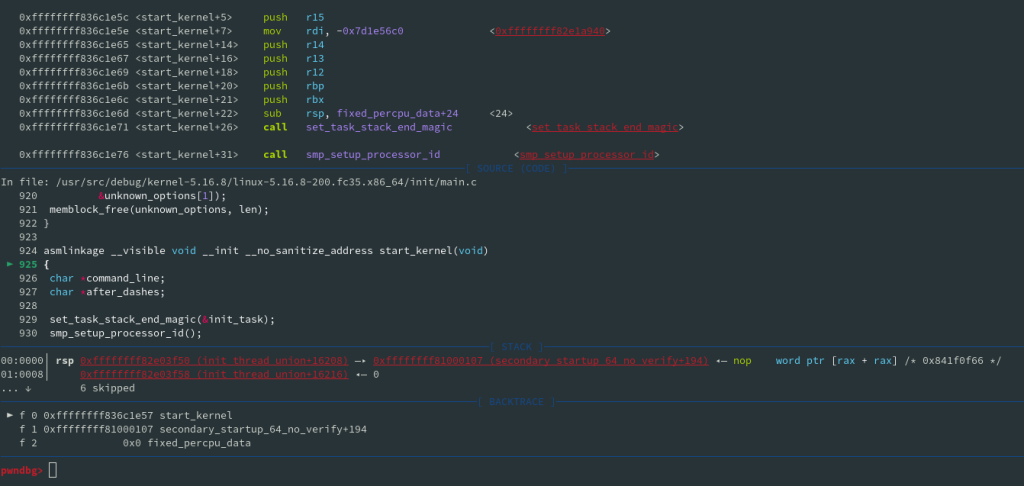 0xffffffff836c1e5c <start_kernel+5> push r15
0xffffffff836c1e5e <start_kernel+7> mov rdi, -0x7d1e56c0 <0xffffffff82e1a940>
0xffffffff836c1e65 <start_kernel+14> push r14
0xffffffff836c1e67 <start_kernel+16> push r13
0xffffffff836c1e69 <start_kernel+18> push r12
0xffffffff836c1e6b <start_kernel+20> push rbp
0xffffffff836c1e6c <start_kernel+21> push rbx
0xffffffff836c1e6d <start_kernel+22> sub rsp, fixed_percpu_data+24 <24>
0xffffffff836c1e71 <start_kernel+26> call set_task_stack_end_magic <set_task_stack_end_magic>
0xffffffff836c1e76 <start_kernel+31> call smp_setup_processor_id <smp_setup_processor_id>
[ SOURCE (CODE) ]
In file: /usr/src/debug/kernel-5.16.8/linux-5.16.8-200.fc35.x86_64/init/main.c
920 &unknown_options[1]);
921 memblock_free(unknown_options, len);
922 }
923
924 asmlinkage __visible void __init __no_sanitize_address start_kernel(void)
► 925 {
926 char *command_line;
927 char *after_dashes;
928
929 set_task_stack_end_magic(&init_task);
930 smp_setup_processor_id();
[ STACK ]
00:0000│ rsp 0xffffffff82e03f50 (init_thread_union+16208) —▸ 0xffffffff81000107 (secondary_startup_64_no_verify+194) ◂— nop word ptr [rax + rax] /* 0x841f0f66 */
01:0008│ 0xffffffff82e03f58 (init_thread_union+16216) ◂— 0
... ↓ 6 skipped
[ BACKTRACE ]
► f 0 0xffffffff836c1e57 start_kernel
f 1 0xffffffff81000107 secondary_startup_64_no_verify+194
f 2 0x0 fixed_percpu_data
pwndbg>